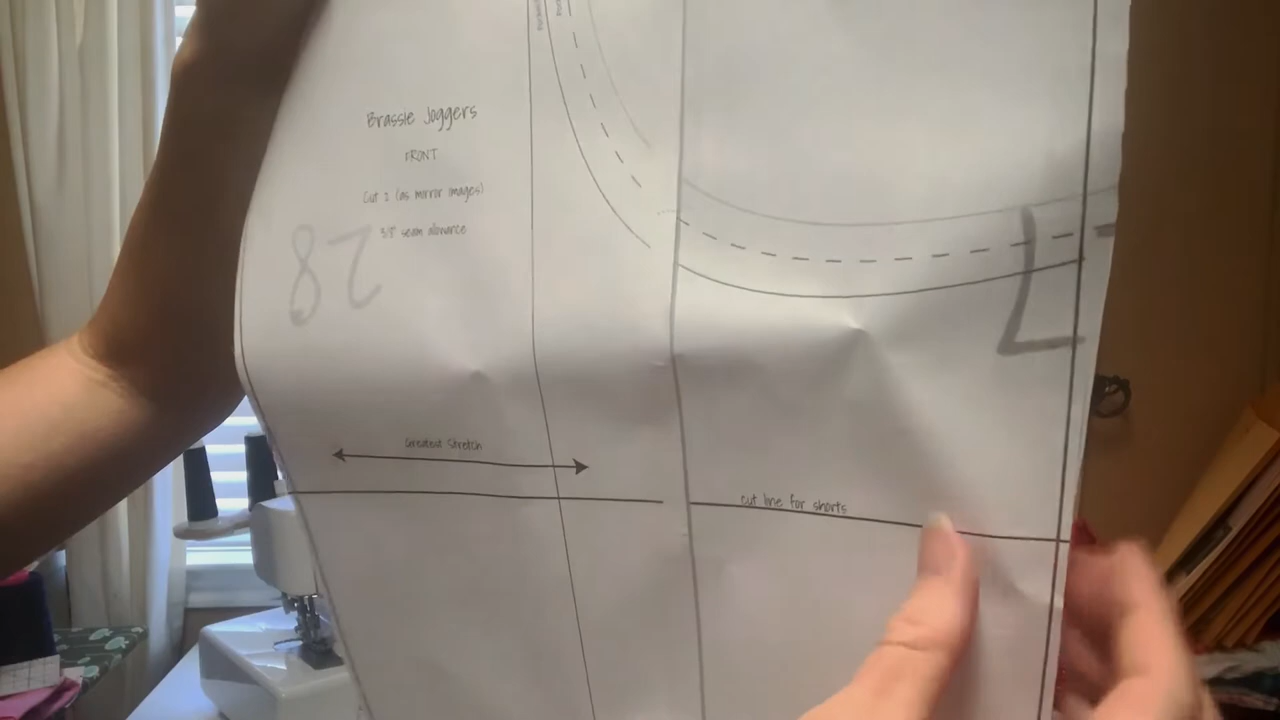 Brassie Joggers
FRONT
Cut 2 (as mirror images)
3/8" seam allowance
28
Greatest Stretch
cut line for shorts